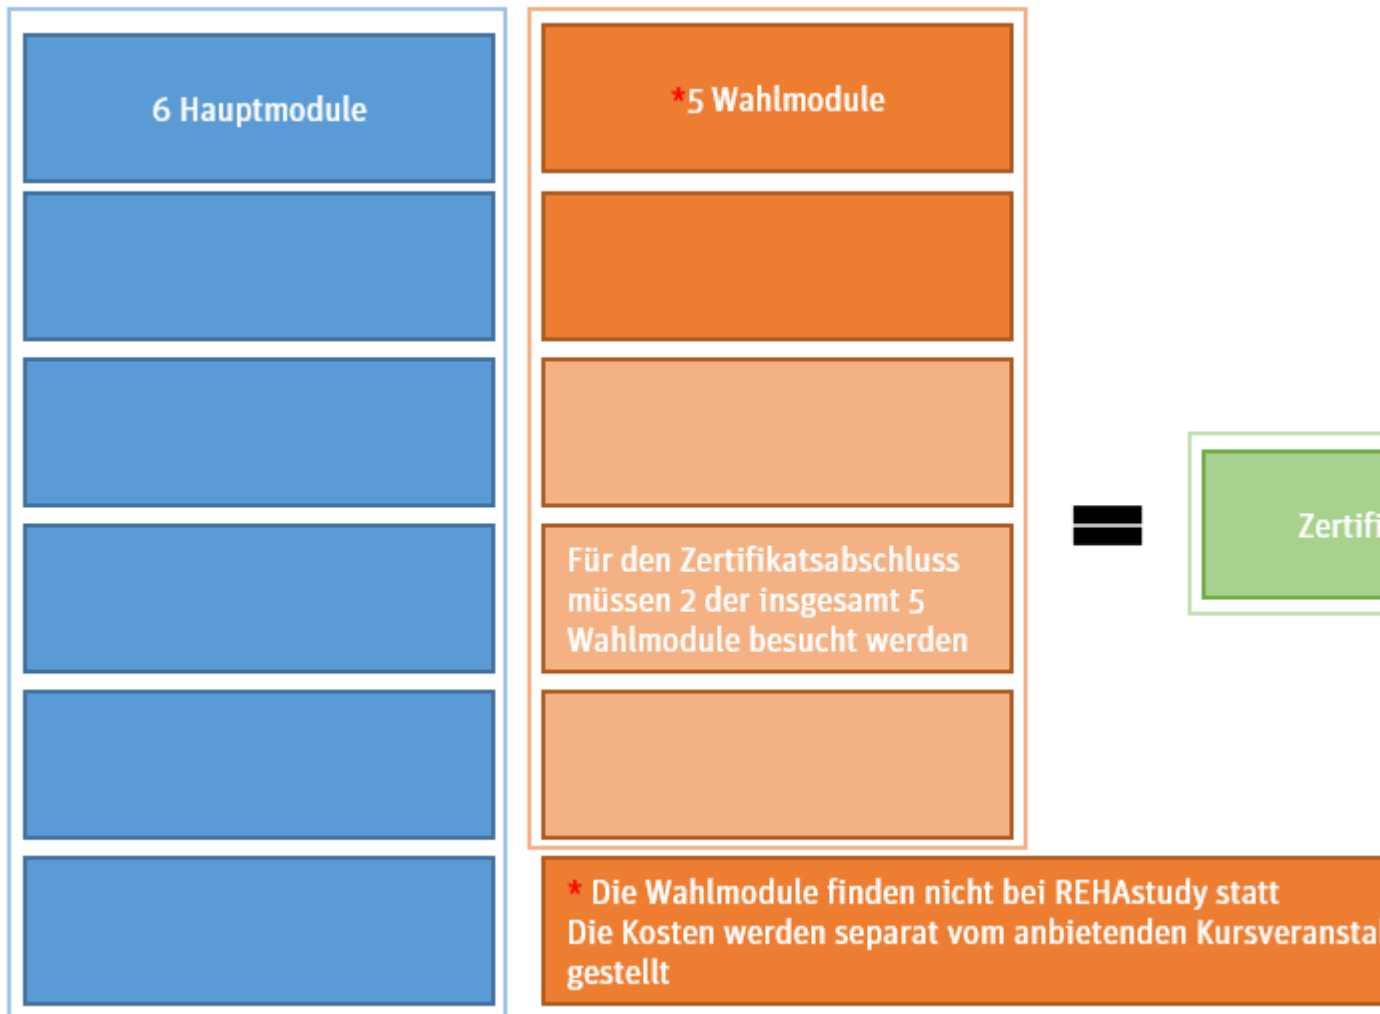 6 Hauptmodule
*5 Wahlmodule
Für den Zertifikatsabschluss
müssen 2 der insgesamt 5
Wahlmodule besucht werden
* Die Wahlmodule finden nicht bei REHAstudy statt
Die Kosten werden separat vom anbietenden
gestellt